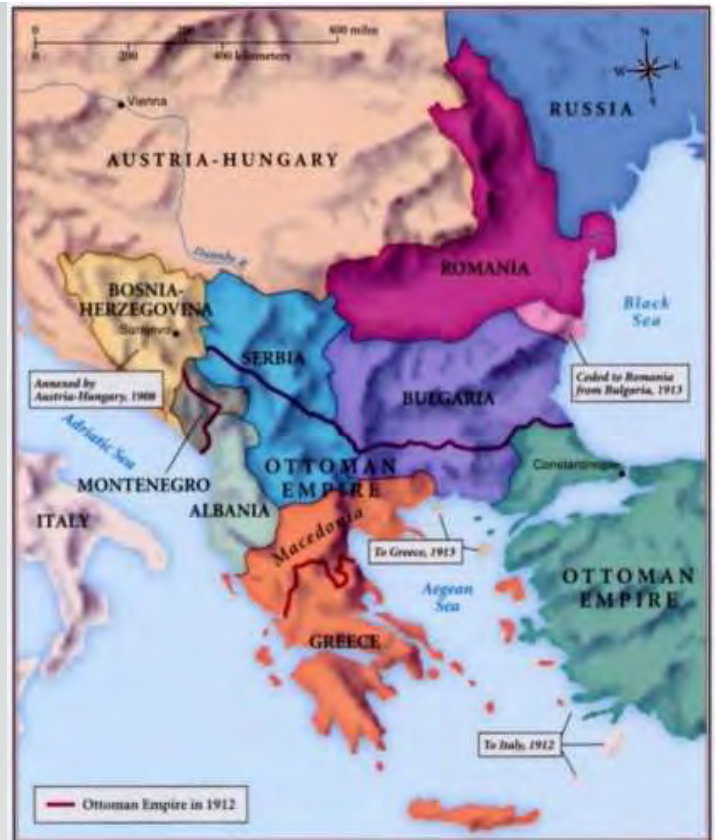 0 200 400 miles
0 200 400 kilometers
N
W E
S
Vienna
RUSSIA
AUSTRIA-HUNGARY
Danube R.
ROMANIA
BOSNIA-
HERZEGOVINA
Sarajevo
Black
Sea
SERBIA
Annexed by
Austria-Hungary, 1908
Ceded to Romania
from Bulgaria, 1913
BULGARIA
Adriatic Sea
MONTENEGRO
OTTOMAN
EMPIRE
Constantinople
ALBANIA
ITALY
Macedonia
To Greece, 1913
Aegean
Sea
OTTOMAN
EMPIRE
GREECE
To Italy, 1912
Ottoman Empire in 1912